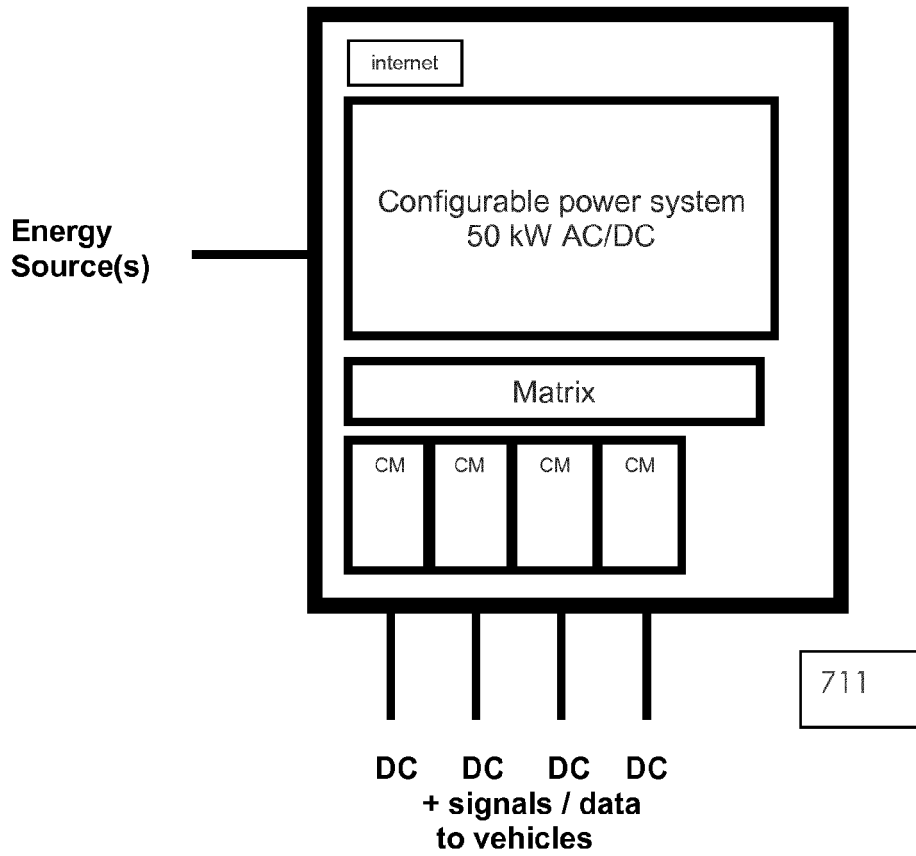 internet
Configurable power system
50 kW AC/DC
Energy
Source(s)
Matrix
CM CM CM CM
711
DC DC DC DC
+ signals / data
to vehicles